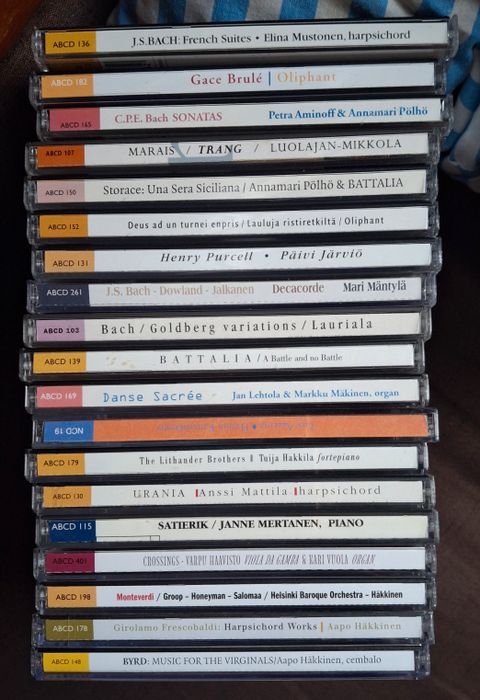 ABCD 136 J.S.BACH: French Suites • Elina Mustonen, harpsichord
ABCD 182 Gace Brulé | Oliphant
ABCD 165 C.P.E. Bach SONATAS Petra Aminoff & Annamari Pölhö
ABCD 107 MARAIS / TRANG / LUOLAJAN-MIKKOLA
ABCD 150 Storace: Una Sera Siciliana / Annamari Pölhö & BATTALIA
ABCD 152 Deus ad un turnei enpris / Lauluja ristiretkiltä / Oliphant
ABCD 131 Henry Purcell • Päivi Järviö
ABCD 261 J.S. Bach - Dowland - Jalkanen Decacorde Mari Mäntylä
ABCD 103 Bach / Goldberg variations / Lauriala
ABCD 139 BATTALIA / A Battle and no Battle
ABCD 169 Danse Sacrée Jan Lehtola & Markku Mäkinen, organ
NCD 19
ABCD 179 The Lithander Brothers | Tuija Hakkila fortepiano
ABCD 130 URANIA | Anssi Mattila | harpsichord
ABCD 115 SATIERIK / JANNE MERTANEN, PIANO
ABCD 401 CROSSINGS - VARPU HAAVISTO VIOLA DA GAMBA & KARI VUOLA ORGAN
ABCD 198 Monteverdi / Groop - Honeyman - Salomaa / Helsinki Baroque Orchestra - Häkkinen
ABCD 178 Girolamo Frescobaldi: Harpsichord Works | Aapo Häkkinen
ABCD 148 BYRD: MUSIC FOR THE VIRGINALS/Aapo Häkkinen, cembalo